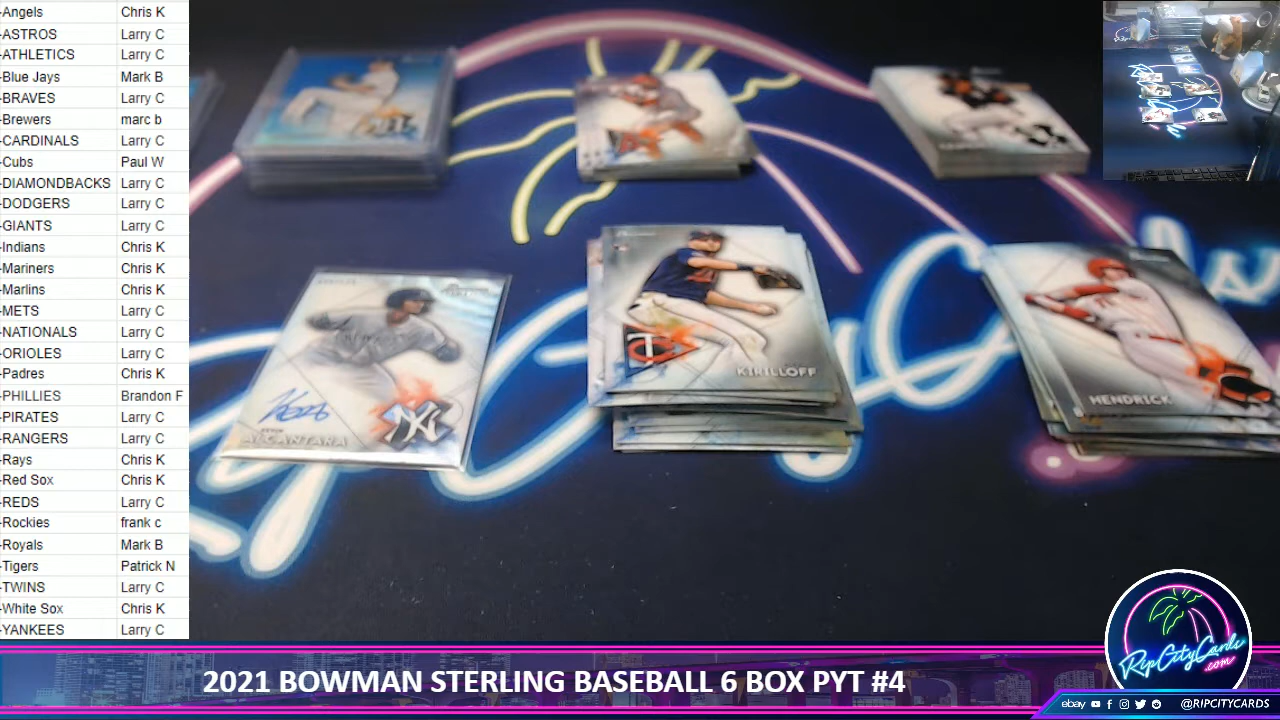 -Angels Chris K
-ASTROS Larry C
-ATHLETICS Larry C
-Blue Jays Mark B
-BRAVES Larry C
-Brewers marc b
-CARDINALS Larry C
-Cubs Paul W
-DIAMONDBACKS Larry C
-DODGERS Larry C
-GIANTS Larry C
-Indians Chris K
-Mariners Chris K
-Marlins Chris K
-METS Larry C
-NATIONALS Larry C
-ORIOLES Larry C
-Padres Chris K
-PHILLIES Brandon F
-PIRATES Larry C
-RANGERS Larry C
-Rays Chris K
-Red Sox Chris K
-REDS Larry C
-Rockies frank c
-Royals Mark B
-Tigers Patrick N
-TWINS Larry C
-White Sox Chris K
-YANKEES Larry C
KIRILLOFF
HENDRICK
ALCANTARA
NY
2021 BOWMAN STERLING BASEBALL 6 BOX PYT #4
RipCityCards
.com
ebay @RIPCITYCARDS